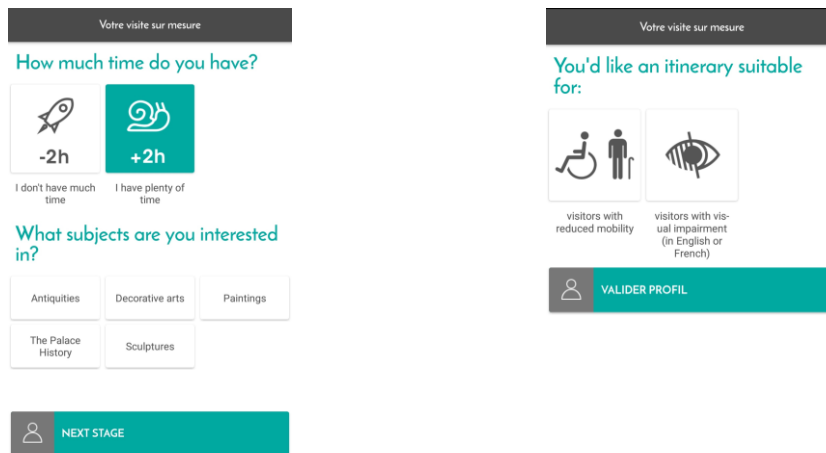 Votre visite sur mesure
How much time do you have?
-2h
+2h
I don't have much
time
I have plenty of
time
What subjects are you interested
in?
Antiquities
Decorative arts
Paintings
The Palace
History
Sculptures
NEXT STAGE
Votre visite sur mesure
You'd like an itinerary suitable
for:
visitors with
reduced mobility
visitors with vis-
ual impairment
(in English or
French)
VALIDER PROFIL